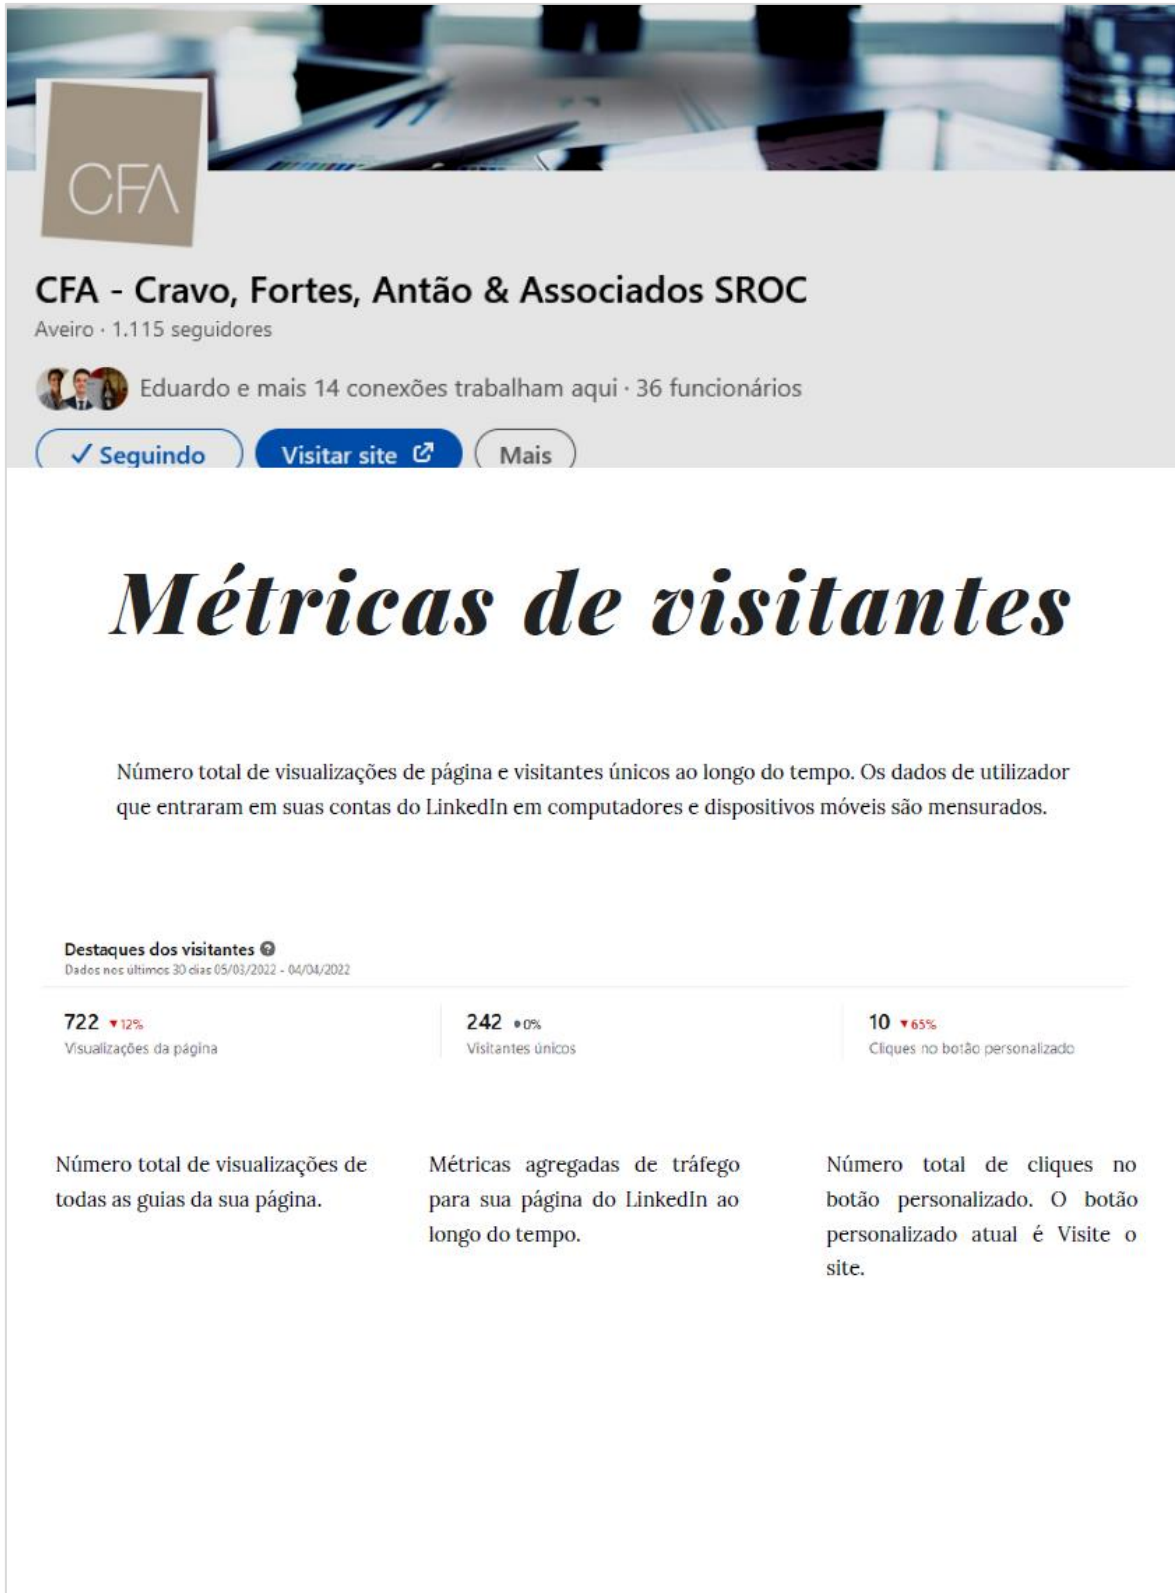 CFA
CFA - Cravo, Fortes, Antão & Associados SROC
Aveiro · 1.115 seguidores
Eduardo e mais 14 conexões trabalham aqui · 36 funcionários
✓ Seguindo Visitar site Mais
Métricas de visitantes
Número total de visualizações de página e visitantes únicos ao longo do tempo. Os dados de utilizador
que entraram em suas contas do LinkedIn em computadores e dispositivos móveis são mensurados.
Destaques dos visitantes ?
Dados nos últimos 30 dias 05/03/2022 - 04/04/2022
722 ▼12%
Visualizações da página
242 ●0%
Visitantes únicos
10 ▼65%
Cliques no botão personalizado
Número total de visualizações de
todas as guias da sua página.
Métricas agregadas de tráfego
para sua página do LinkedIn ao
longo do tempo.
Número total de cliques no
botão personalizado. O botão
personalizado atual é Visite o
site.